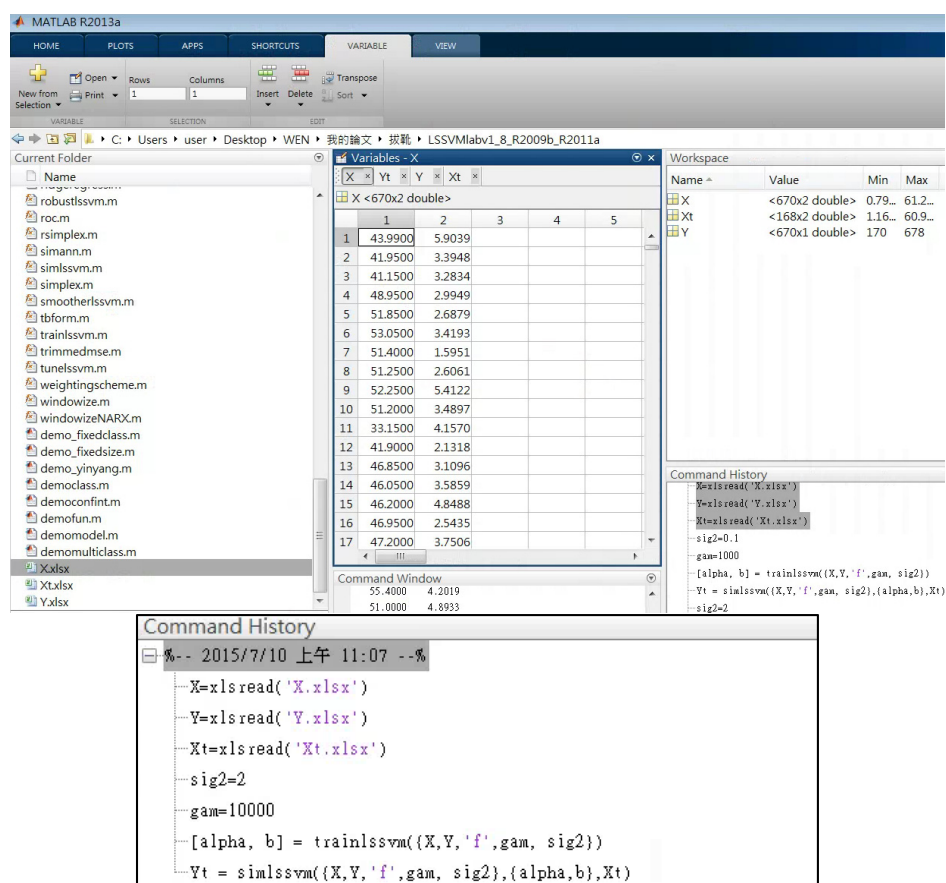 MATLAB R2013a
HOME PLOTS APPS SHORTCUTS VARIABLE VIEW
New from Selection
Open
Print
Rows
1
Columns
1
Insert
Delete
Transpose
Sort
VARIABLE SELECTION EDIT
C: Users user Desktop WEN 我的論文 拔靴 LSSVMlabv1_8_R2009b_R2011a
Current Folder
Name
robustlssvm.m
roc.m
rsimplex.m
simann.m
simlssvm.m
simplex.m
smootherlssvm.m
tbform.m
trainlssvm.m
trimmedmse.m
tunelssvm.m
weightingscheme.m
windowize.m
windowizeNARX.m
demo_fixedclass.m
demo_fixedsize.m
demo_yinyang.m
democlass.m
democonfint.m
demofun.m
demomodel.m
demomulticlass.m
X.xlsx
Xt.xlsx
Y.xlsx
Variables - X
X Yt Y Xt
X <670x2 double>
1 2 3 4 5
1 43.9900 5.9039
2 41.9500 3.3948
3 41.1500 3.2834
4 48.9500 2.9949
5 51.8500 2.6879
6 53.0500 3.4193
7 51.4000 1.5951
8 51.2500 2.6061
9 52.2500 5.4122
10 51.2000 3.4897
11 33.1500 4.1570
12 41.9000 2.1318
13 46.8500 3.1096
14 46.0500 3.5859
15 46.2000 4.8488
16 46.9500 2.5435
17 47.2000 3.7506
Command Window
55.4000 4.2019
51.0000 4.8933
Workspace
Name Value Min Max
X <670x2 double> 0.79... 61.2...
Xt <168x2 double> 1.16... 60.9...
Y <670x1 double> 170 678
Command History
X=xlsread('X.xlsx')
Y=xlsread('Y.xlsx')
Xt=xlsread('Xt.xlsx')
sig2=0.1
gam=1000
[alpha, b] = trainlssvm({X,Y,'f',gam, sig2})
Yt = simlssvm({X,Y,'f',gam, sig2},{alpha,b},Xt)
sig2=2
Command History
%-- 2015/7/10 上午 11:07 --%
X=xlsread('X.xlsx')
Y=xlsread('Y.xlsx')
Xt=xlsread('Xt.xlsx')
sig2=2
gam=10000
[alpha, b] = trainlssvm({X,Y,'f',gam, sig2})
Yt = simlssvm({X,Y,'f',gam, sig2},{alpha,b},Xt)